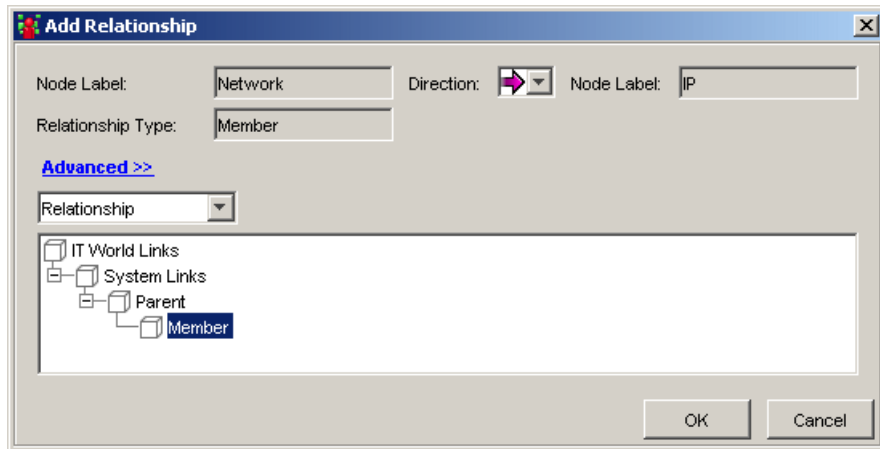 Add Relationship
Node Label: Network Direction: Node Label: IP
Relationship Type: Member
Advanced >>
Relationship
IT World Links
System Links
Parent
Member
OK Cancel